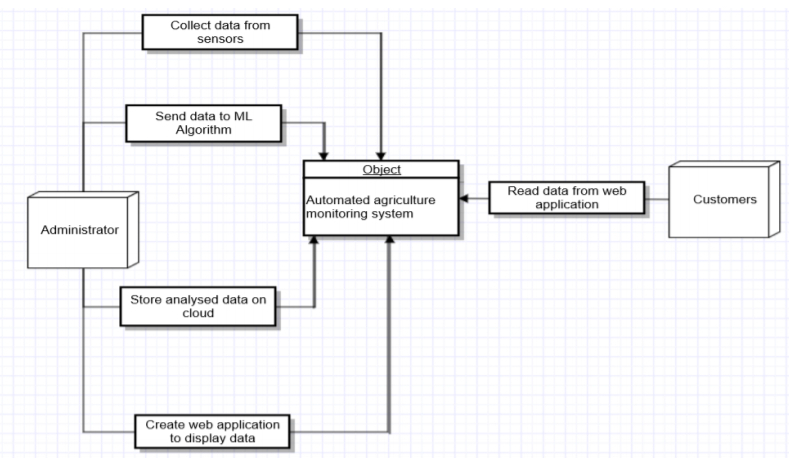 Collect data from
sensors
Send data to ML
Algorithm
Object
Automated agriculture
monitoring system
Read data from web
application
Customers
Administrator
Store analysed data on
cloud
Create web application
to display data